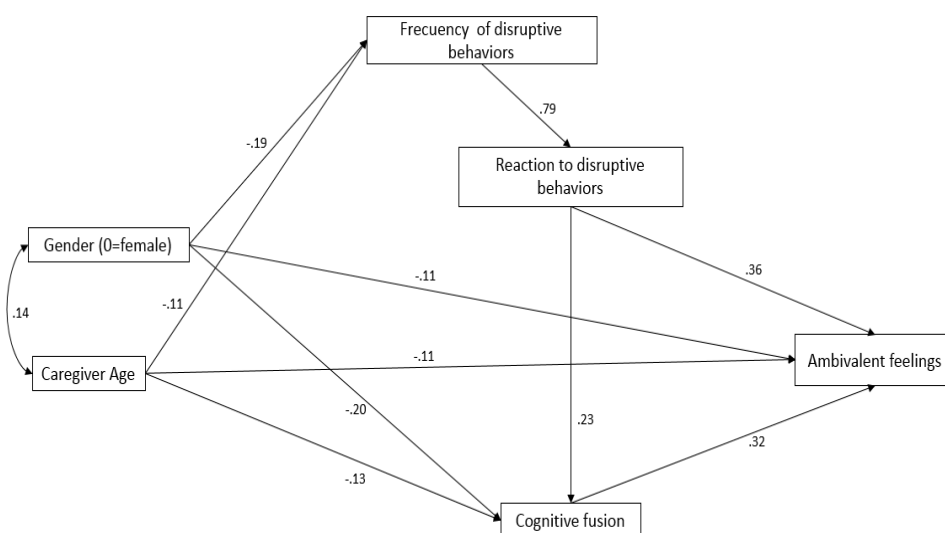 Frecuency of disruptive
behaviors
.79
-.19
Reaction to disruptive
behaviors
Gender (0=female)
-.11
.36
-.11
.14
-.11
Ambivalent feelings
Caregiver Age
-.20
.23
.32
-.13
Cognitive fusion